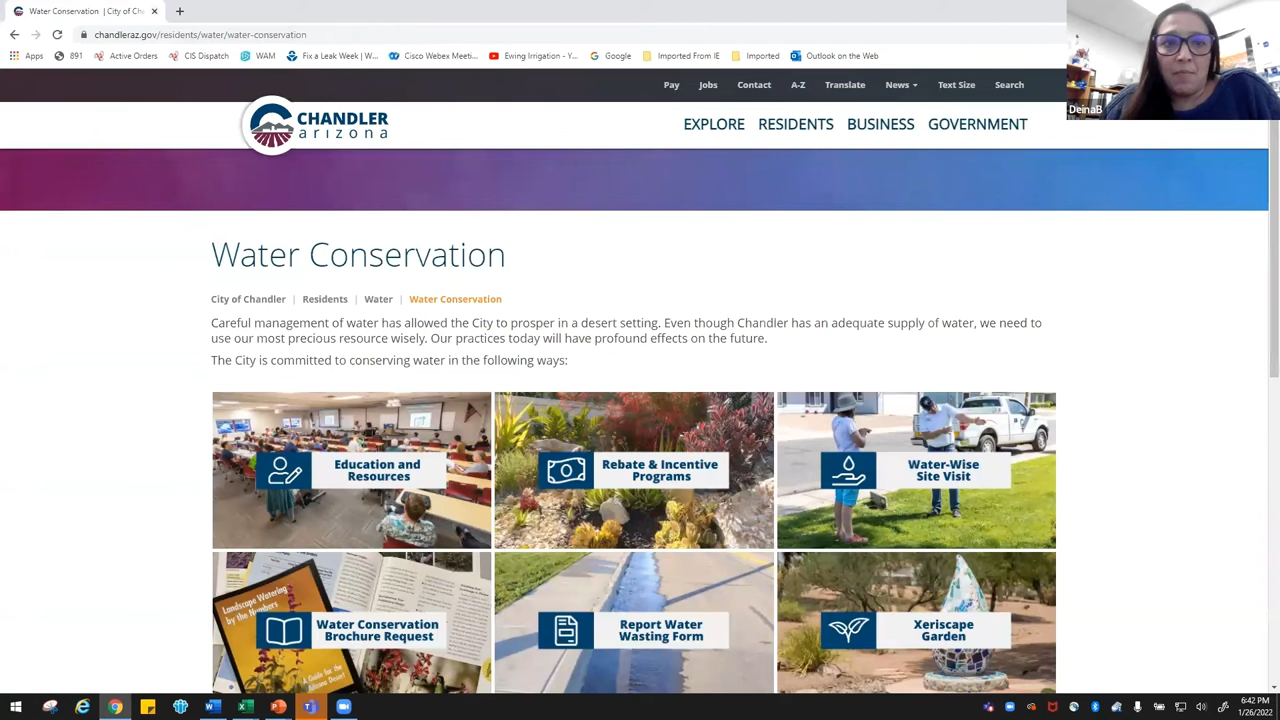 Water Conservation | City of Ch
chandleraz.gov/residents/water/water-conservation
Apps
891
Active Orders
CIS Dispatch
WAM
Fix a Leak Week | W...
Cisco Webex Meeti...
Ewing Irrigation - Y...
Google
Imported From IE
Imported
Outlook on the Web
DeinaB
Pay
Jobs
Contact
A-Z
Translate
News
Text Size
Search
CHANDLER
arizona
EXPLORE
RESIDENTS
BUSINESS
GOVERNMENT
Water Conservation
City of Chandler | Residents | Water | Water Conservation
Careful management of water has allowed the City to prosper in a desert setting. Even though Chandler has an adequate supply of water, we need to
use our most precious resource wisely. Our practices today will have profound effects on the future.
The City is committed to conserving water in the following ways:
Education and
Resources
Rebate & Incentive
Programs
Water-Wise
Site Visit
Landscape Watering
by the Numbers
A Guide for the
Arizona Desert
Water Conservation
Brochure Request
Report Water
Wasting Form
Xeriscape
Garden
6:42 PM
1/26/2022